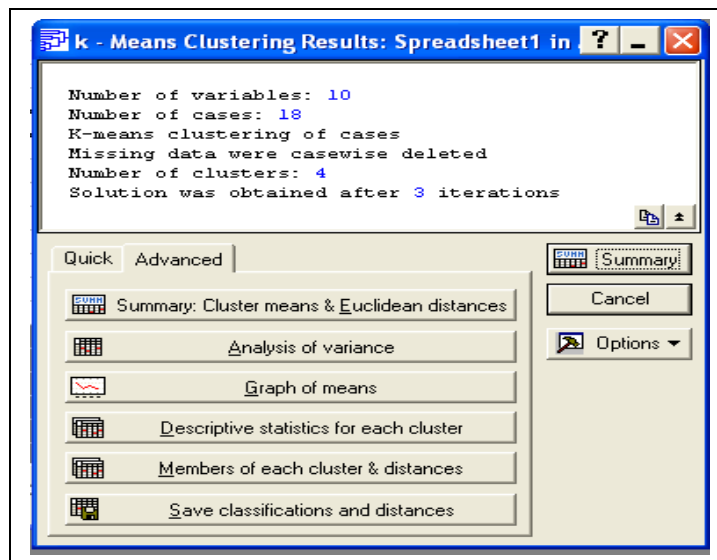 k - Means Clustering Results: Spreadsheet1 in
Number of variables: 10
Number of cases: 18
K-means clustering of cases
Missing data were casewise deleted
Number of clusters: 4
Solution was obtained after 3 iterations
Quick
Advanced
Summary
Cancel
Options
Summary: Cluster means & Euclidean distances
Analysis of variance
Graph of means
Descriptive statistics for each cluster
Members of each cluster & distances
Save classifications and distances